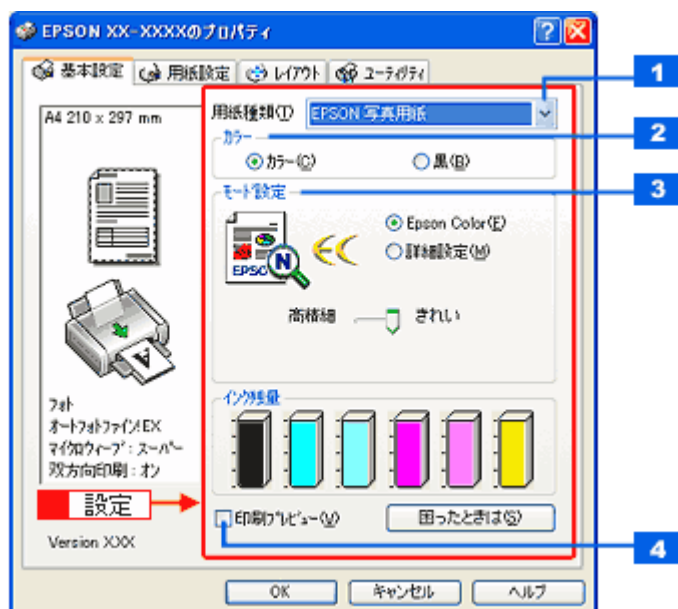 EPSON XX-XXXXのプロパティ
基本設定
用紙設定
レイアウト
ユーティリティ
1
A4 210 x 297 mm
用紙種類(T)
EPSON 写真用紙
カラー
2
カラー(C)
黒(B)
モード設定
3
EPSO
N
EC
Epson Color(E)
詳細設定(M)
高精細
きれい
A
フォト
オートフォトファイン!EX
マイクロウィーブ : スーパー
双方向印刷 : オン
インク残量
設定
印刷プレビュー(V)
困ったときは(S)
Version XXX
4
OK
キャンセル
ヘルプ